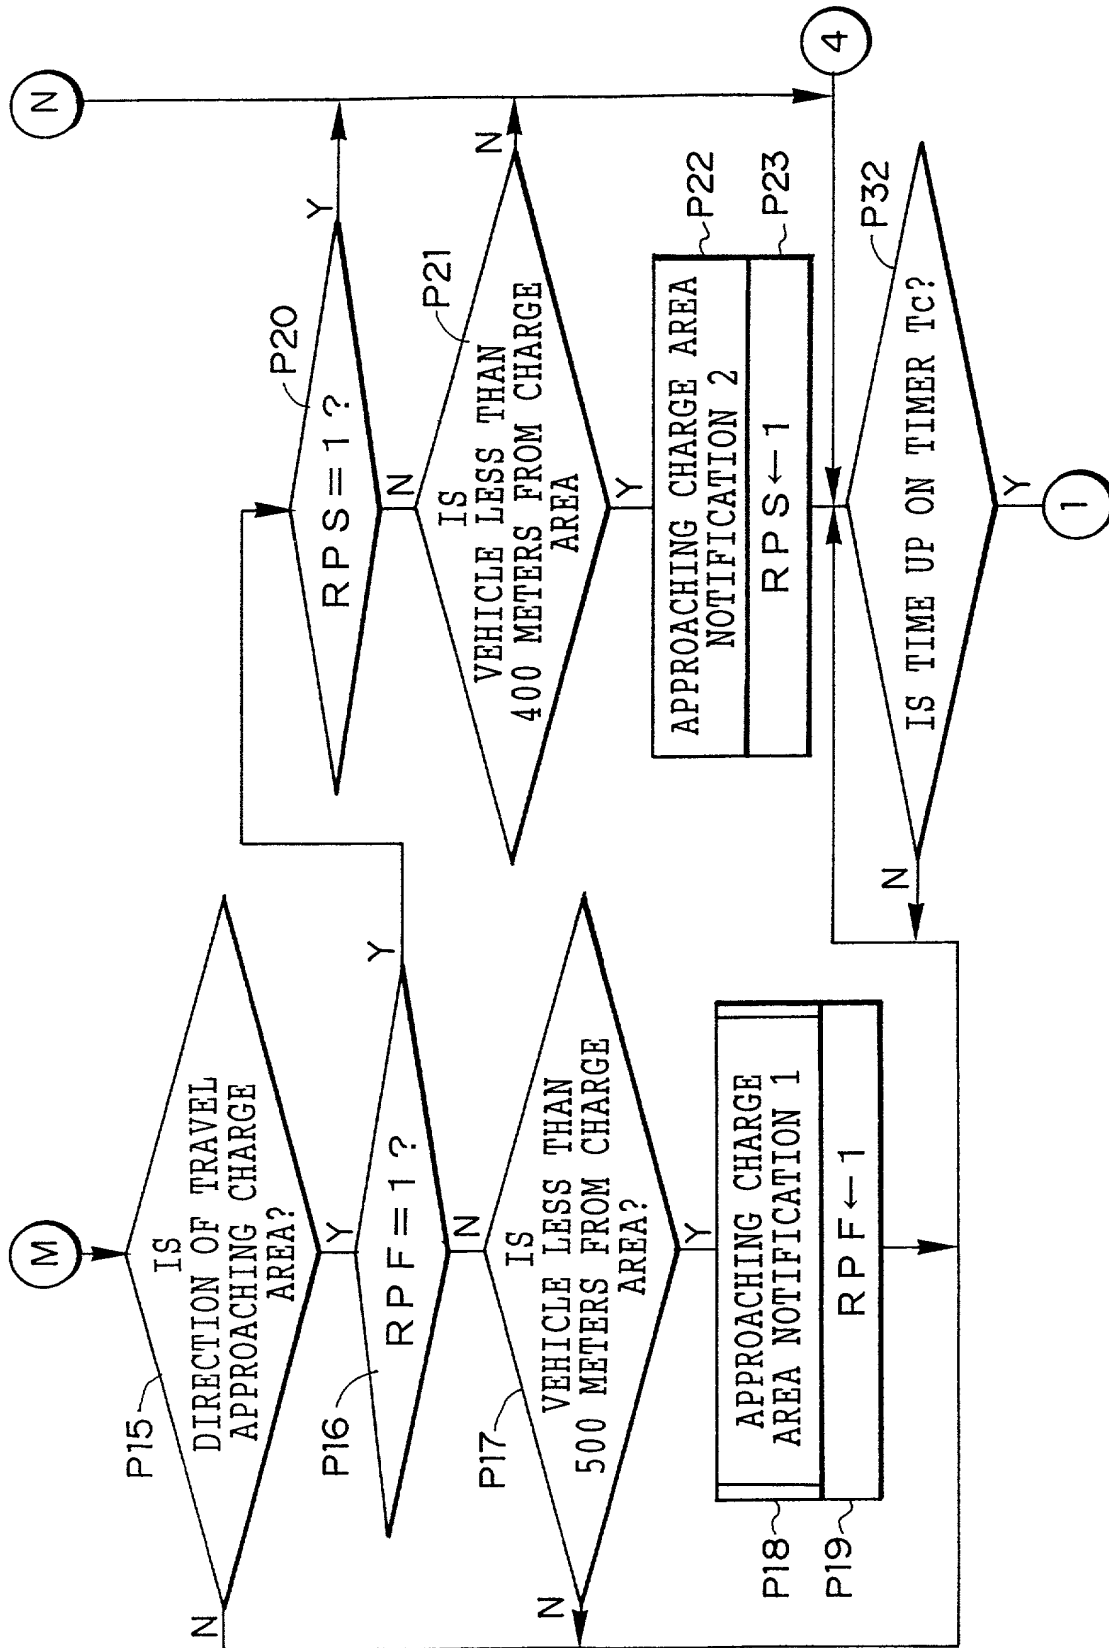 M
P15
IS
DIRECTION OF TRAVEL
APPROACHING CHARGE
AREA?
N
Y
P16
RPF=1?
Y
N
P17
IS
VEHICLE LESS THAN
500 METERS FROM CHARGE
AREA?
N
Y
APPROACHING CHARGE
AREA NOTIFICATION 1
P18
RPF←1
P19
N
P20
RPS=1?
Y
N
P21
IS
VEHICLE LESS THAN
400 METERS FROM CHARGE
AREA
N
Y
APPROACHING CHARGE AREA
NOTIFICATION 2
P22
RPS←1
P23
4
P32
IS TIME UP ON TIMER Tc?
N
Y
1